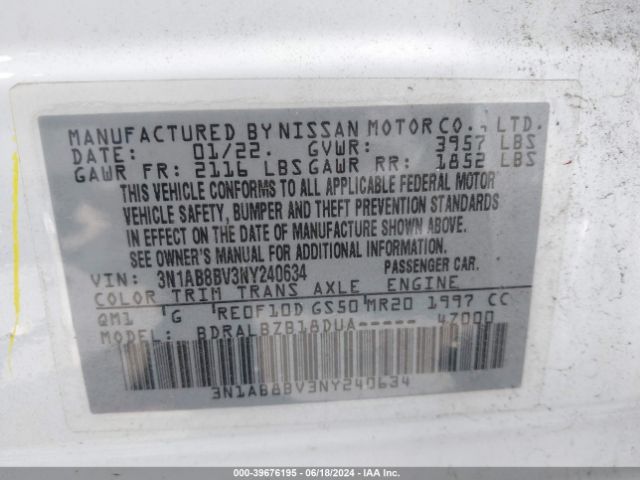 MANUFACTURED BY NISSAN MOTOR CO., LTD.
DATE: 01/22. GVWR: 3957 LBS
GAWR FR: 2116 LBS GAWR RR: 1852 LBS
THIS VEHICLE CONFORMS TO ALL APPLICABLE FEDERAL MOTOR
VEHICLE SAFETY, BUMPER AND THEFT PREVENTION STANDARDS
IN EFFECT ON THE DATE OF MANUFACTURE SHOWN ABOVE.
SEE OWNER'S MANUAL FOR ADDITIONAL INFORMATION.
VIN: 3N1AB8BV3NY240634 PASSENGER CAR.
COLOR TRIM TRANS AXLE ENGINE
QM1 G RE0F10D GS50 MR20 1997 CC
MODEL: BDRALBZB18DUA----- 47000
3N1AB8BV3NY240634
000-39676195 / 06/18/2024 / IAA Inc.